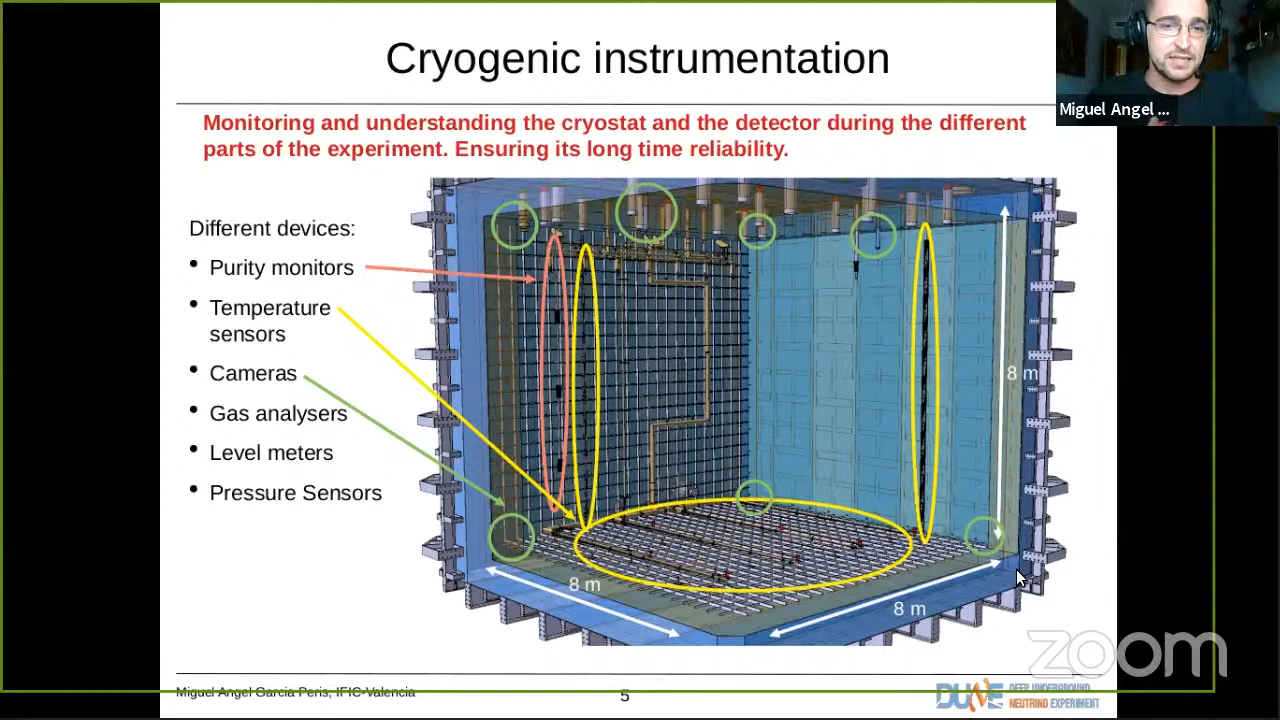 Cryogenic instrumentation
Miguel Angel ...
Monitoring and understanding the cryostat and the detector during the different
parts of the experiment. Ensuring its long time reliability.
Different devices:
• Purity monitors
• Temperature
sensors
• Cameras
• Gas analysers
• Level meters
• Pressure Sensors
8 m
8 m
8 m
zoom
Miguel Angel Garcia Peris, IFIC-Valencia
5
DUNE DEEP UNDERGROUND
NEUTRINO EXPERIMENT